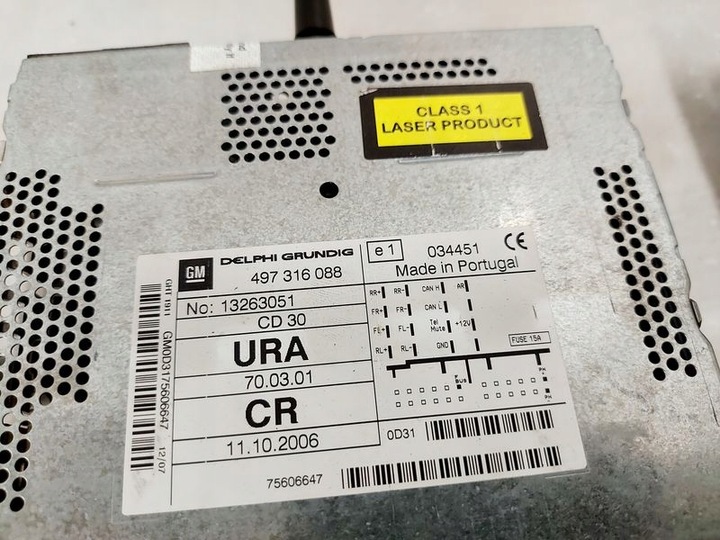 CLASS 1
LASER PRODUCT
GM
DELPHI GRUNDIG
497 316 088
e1
034451 CE
Made in Portugal
No: 13263051
CD 30
URA
70.03.01
CR
11.10.2006
RR+ RR- CAN H AR
FR+ FR- CAN L
FL+ FL- Tel Mute +12V
RL+ RL- GND
FUSE 15A
0D31
75606647
GM0D3175606647 12/07